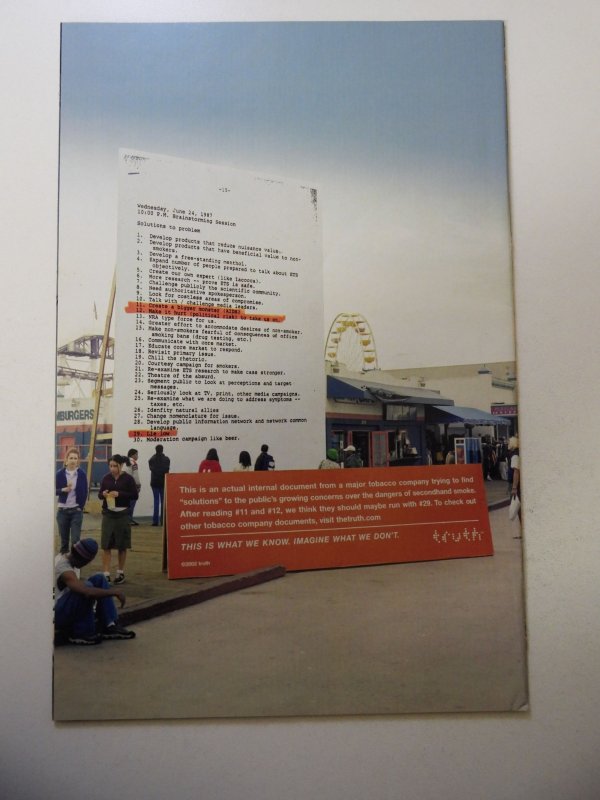 -13-
Wednesday, June 24, 1987
10:00 P.M. Brainstorming Session
Solutions to problem
1. Develop products that reduce nuisance value.
2. Develop products that have beneficial value to non-
smokers.
3. Develop a free-standing menthol.
4. Expand number of people prepared to talk about ETS
objectively.
5. Create our own expert (like Iacocca).
6. More research -- prove ETS is safe.
7. Challenge publicly the scientific community.
8. Need authoritative spokesperson.
9. Look for costless areas of compromise.
10. Talk with / challenge media leaders.
11. Create a bigger monster (AIDS)
12. Make it hurt (political risk) to take us on.
13. NRA type force for us.
14. Greater effort to accommodate desires of non-smoker.
15. Make non-smokers fearful of consequences of office
smoking bans (drug testing, etc.)
16. Communicate with core market.
17. Educate core market to respond.
18. Revisit primary issue.
19. Chill the rhetoric.
20. Courtesy campaign for smokers.
21. Re-examine ETS research to make case stronger.
22. Theatre of the absurd.
23. Segment public to look at perceptions and target
messages.
24. Seriously look at TV, print, other media campaigns.
25. Re-examine what we are doing to address symptoms --
taxes, etc.
26. Idenfity natural allies
27. Change nomenclature for issue.
28. Develop public information network and network common
language.
29. Lie low
30. Moderation campaign like beer.
MBURGERS
This is an actual internal document from a major tobacco company trying to find
"solutions" to the public's growing concerns over the dangers of secondhand smoke.
After reading #11 and #12, we think they should maybe run with #29. To check out
other tobacco company documents, visit thetruth.com
THIS IS WHAT WE KNOW. IMAGINE WHAT WE DON'T.
truth
©2002 truth